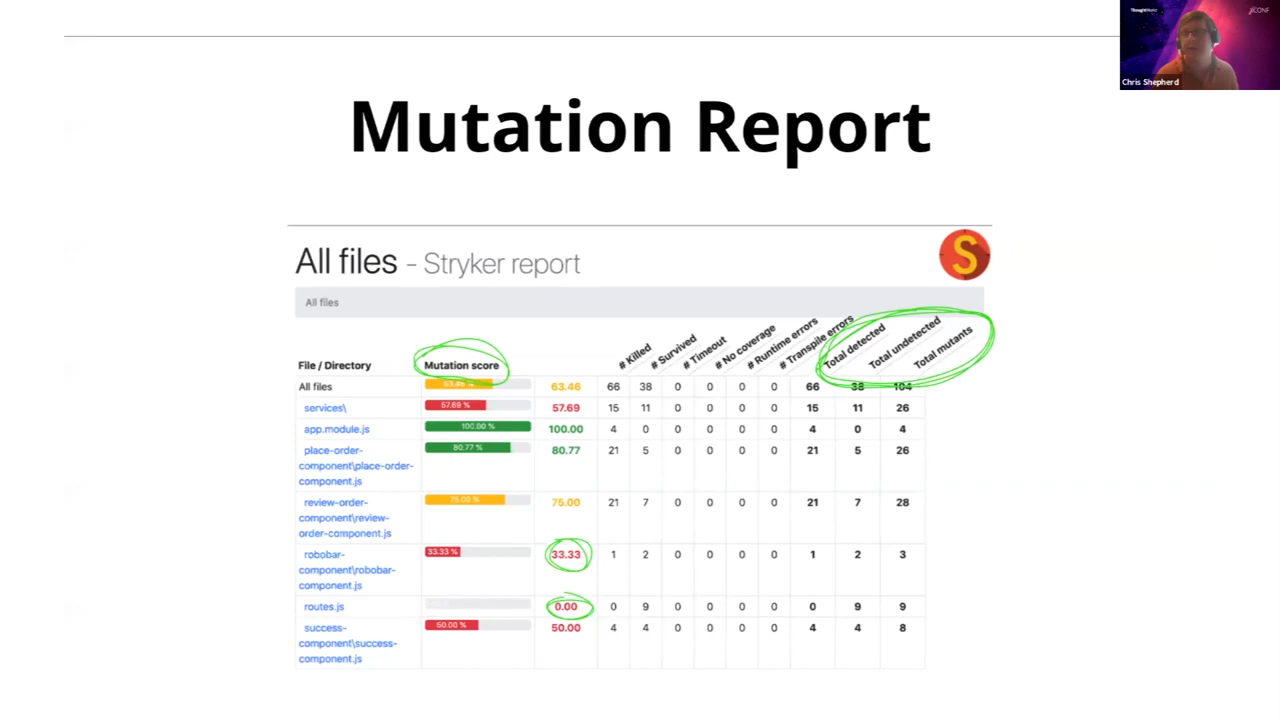 ThoughtWorks
XCONF
Chris Shepherd
Mutation Report
All files - Stryker report
S
All files
File / Directory Mutation score # Killed # Survived # Timeout # No coverage # Runtime errors # Transpile errors Total detected Total undetected Total mutants
All files 63.46 % 63.46 66 38 0 0 0 0 66 38 104
services\ 57.69 % 57.69 15 11 0 0 0 0 15 11 26
app.module.js 100.00 % 100.00 4 0 0 0 0 0 4 0 4
place-order- 80.77 % 80.77 21 5 0 0 0 0 21 5 26
component\place-order-
component.js
review-order- 75.00 % 75.00 21 7 0 0 0 0 21 7 28
component\review-
order-component.js
robobar- 33.33 % 33.33 1 2 0 0 0 0 1 2 3
component\robobar-
component.js
routes.js 0.00 0 9 0 0 0 0 0 9 9
success- 50.00 % 50.00 4 4 0 0 0 0 4 4 8
component\success-
component.js